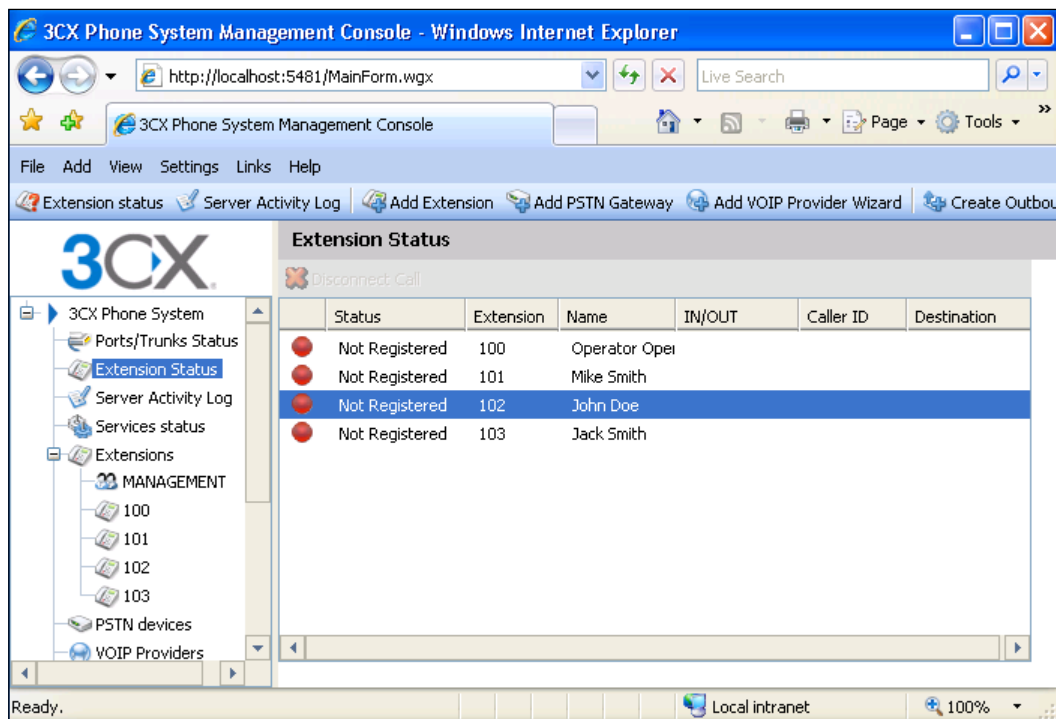 3CX Phone System Management Console - Windows Internet Explorer
http://localhost:5481/MainForm.wgx
Live Search
3CX Phone System Management Console
Page
Tools
»
File Add View Settings Links Help
Extension status Server Activity Log Add Extension Add PSTN Gateway Add VOIP Provider Wizard Create Outbou
3CX
Extension Status
Disconnect Call
3CX Phone System
Ports/Trunks Status
Extension Status
Server Activity Log
Services status
Extensions
MANAGEMENT
100
101
102
103
PSTN devices
VOIP Providers
Status Extension Name IN/OUT Caller ID Destination
Not Registered 100 Operator Oper
Not Registered 101 Mike Smith
Not Registered 102 John Doe
Not Registered 103 Jack Smith
Ready.
Local intranet
100%